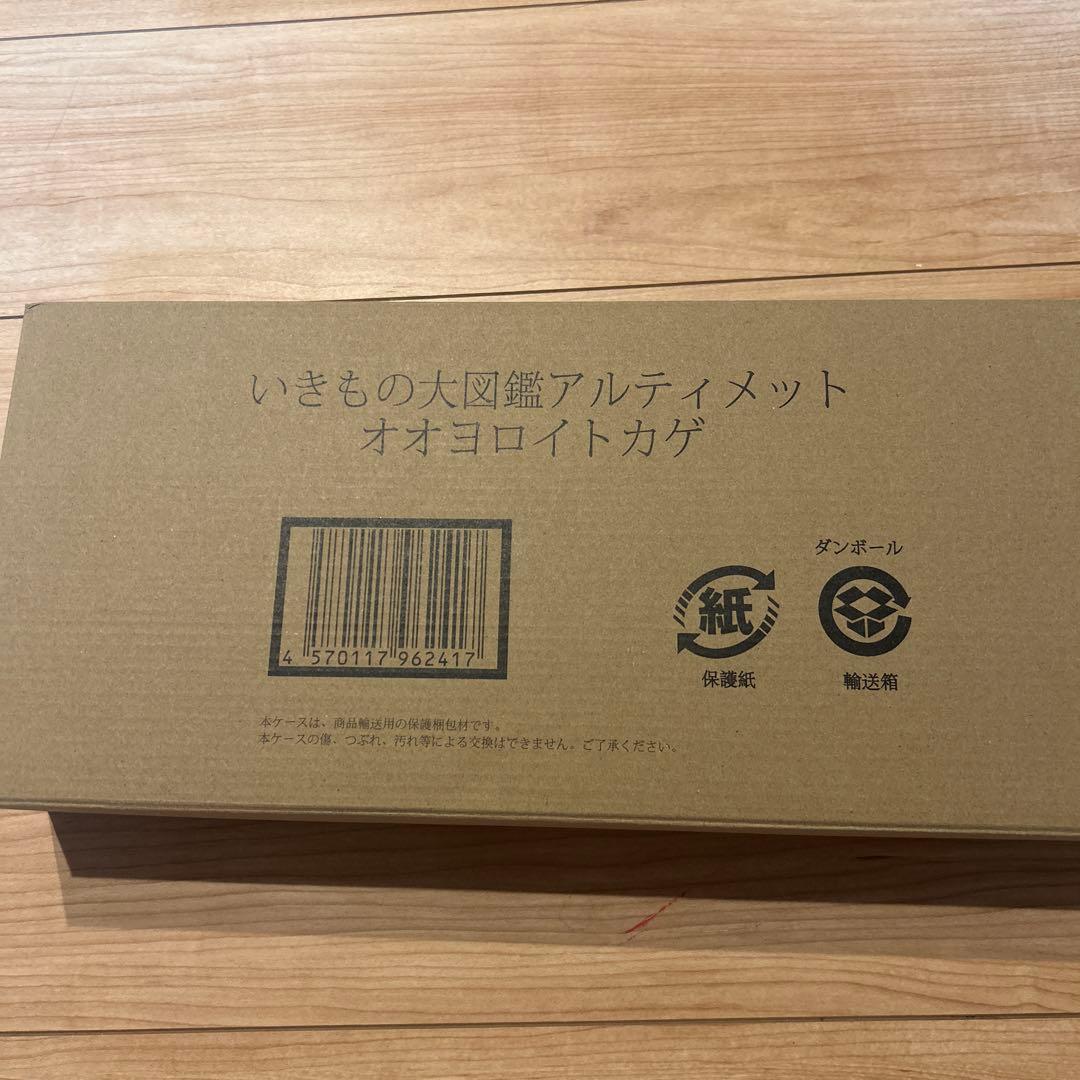 いきもの大図鑑アルティメット
オオヨロイトカゲ
ダンボール
紙
4 570117 962417
保護紙
輸送箱
本ケースは、商品輸送用の保護梱包材です。
本ケースの傷、つぶれ、汚れ等による交換はできません。ご了承ください。